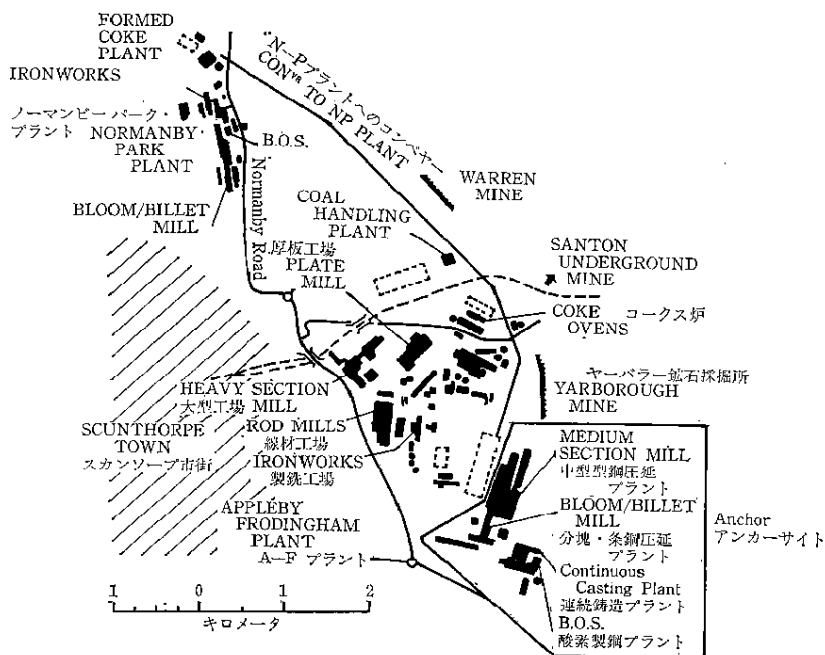 FORMED
COKE
PLANT
IRONWORKS
ノーマンビー パーク・
プラント NORMANBY・
PARK
PLANT
B.O.S.
BLOOM/BILLET
MILL
Normanby Road
N—Pプラントへのコンベヤー
CONᵞᴿ TO NP PLANT
WARREN
MINE
COAL
HANDLING
PLANT
厚板工場
PLATE
MILL
SANTON
UNDERGROUND
MINE
COKE コークス炉
OVENS
ヤーバラー鉱石採掘所
YARBOROUGH
MINE
HEAVY SECTION
大型工場 MILL
SCUNTHORPE
TOWN
スカンソープ市街
ROD MILLS
線材工場
IRONWORKS
製銑工場
APPLEBY
FRODINGHAM
PLANT
A—F プラント
MEDIUM
SECTION MILL
中型型鋼圧延
プラント
BLOOM/BILLET
MILL
分塊・条鋼圧延
プラント
Continuous
Casting Plant
連続鋳造プラント
B.O.S.
酸素製鋼プラント
Anchor
アンカーサイト
1 0 1 2
キロメータ